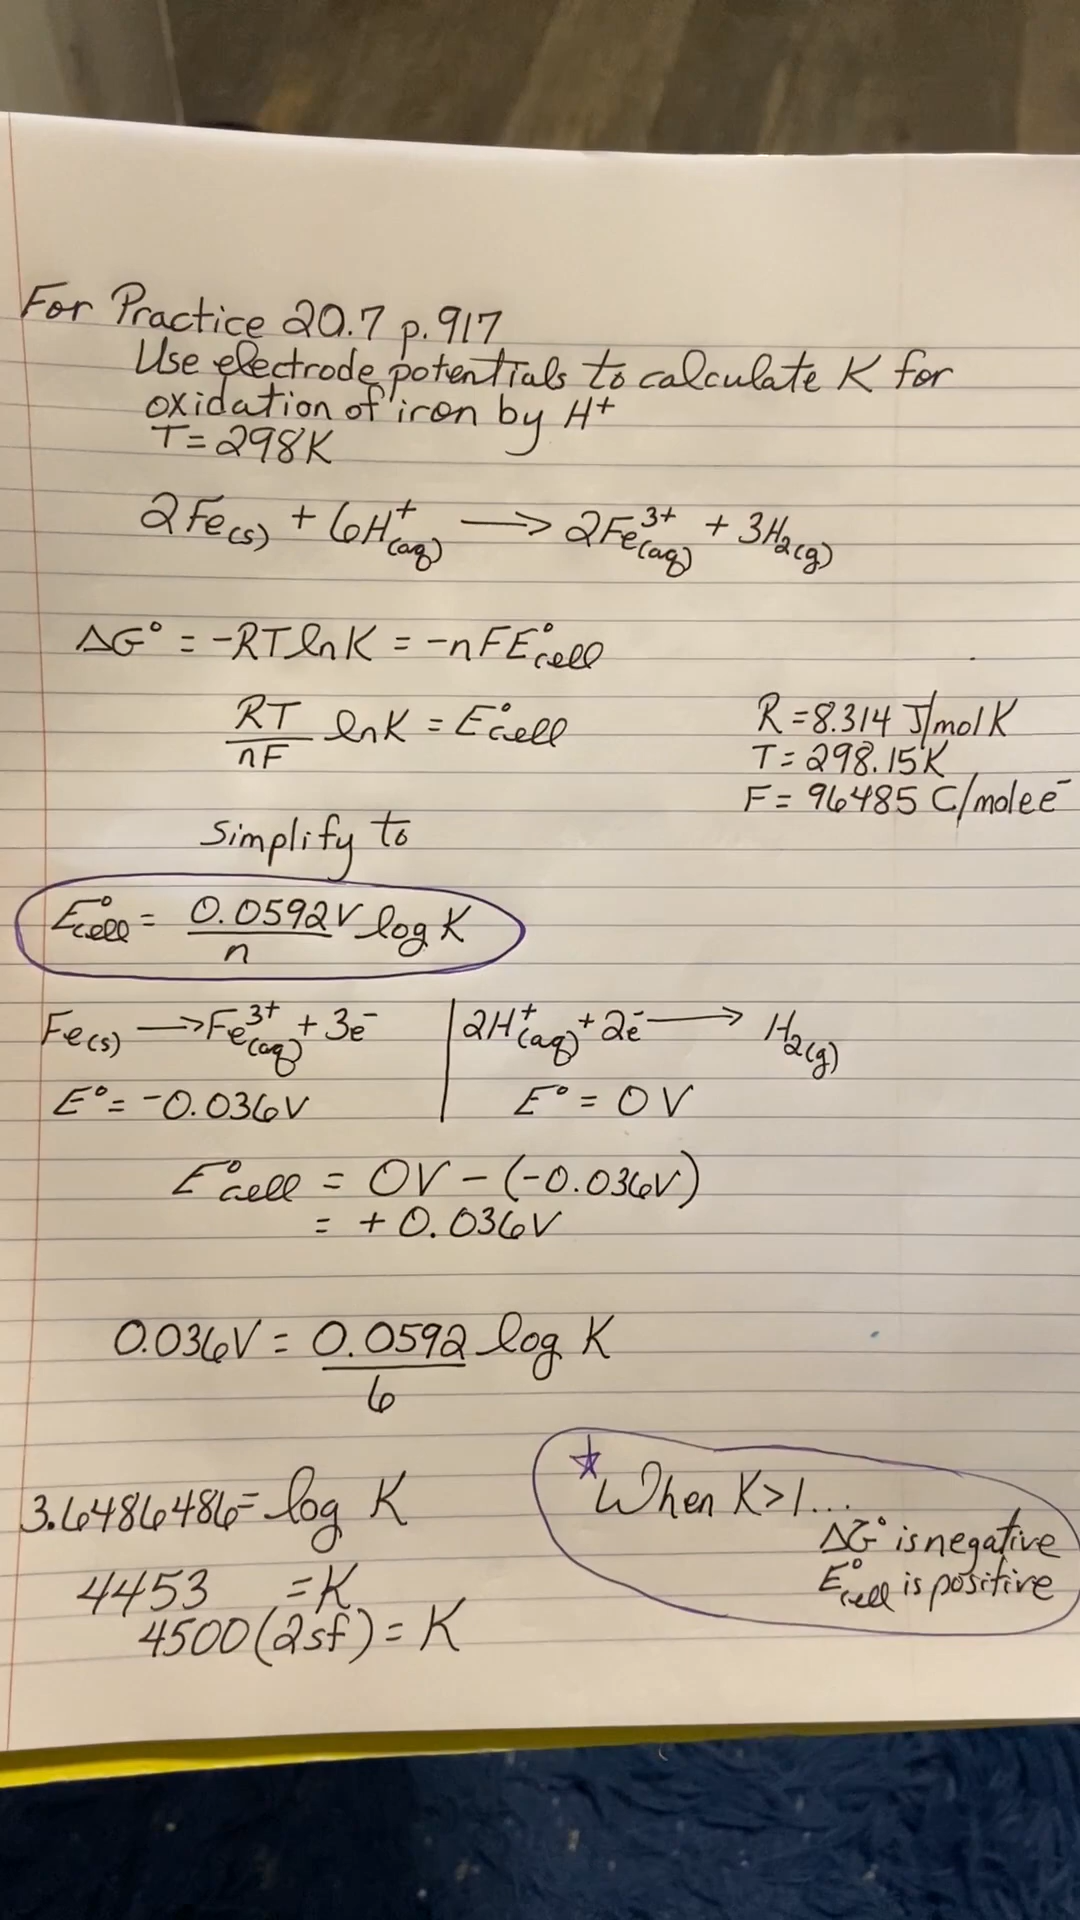 For Practice 20.7 p.917
Use electrode potentials to calculate K for
oxidation of iron by H⁺
T = 298K
2Fe(s) + 6H⁺(aq) ⟶ 2Fe³⁺(aq) + 3H₂(g)
ΔG° = -RT lnK = -nFE°cell
RT/nF lnK = E°cell
R = 8.314 J/mol K
T = 298.15K
F = 96485 C/mole e⁻
Simplify to
E°cell = 0.0592V/n log K
Fe(s) ⟶ Fe³⁺(aq) + 3e⁻ | 2H⁺(aq) + 2e⁻ ⟶ H₂(g)
E° = -0.036V | E° = 0V
E°cell = 0V - (-0.036V)
= +0.036V
0.036V = 0.0592/6 log K
3.6486486 = log K
4453 = K
4500 (2sf) = K
★When K>1...
ΔG° is negative
E°cell is positive